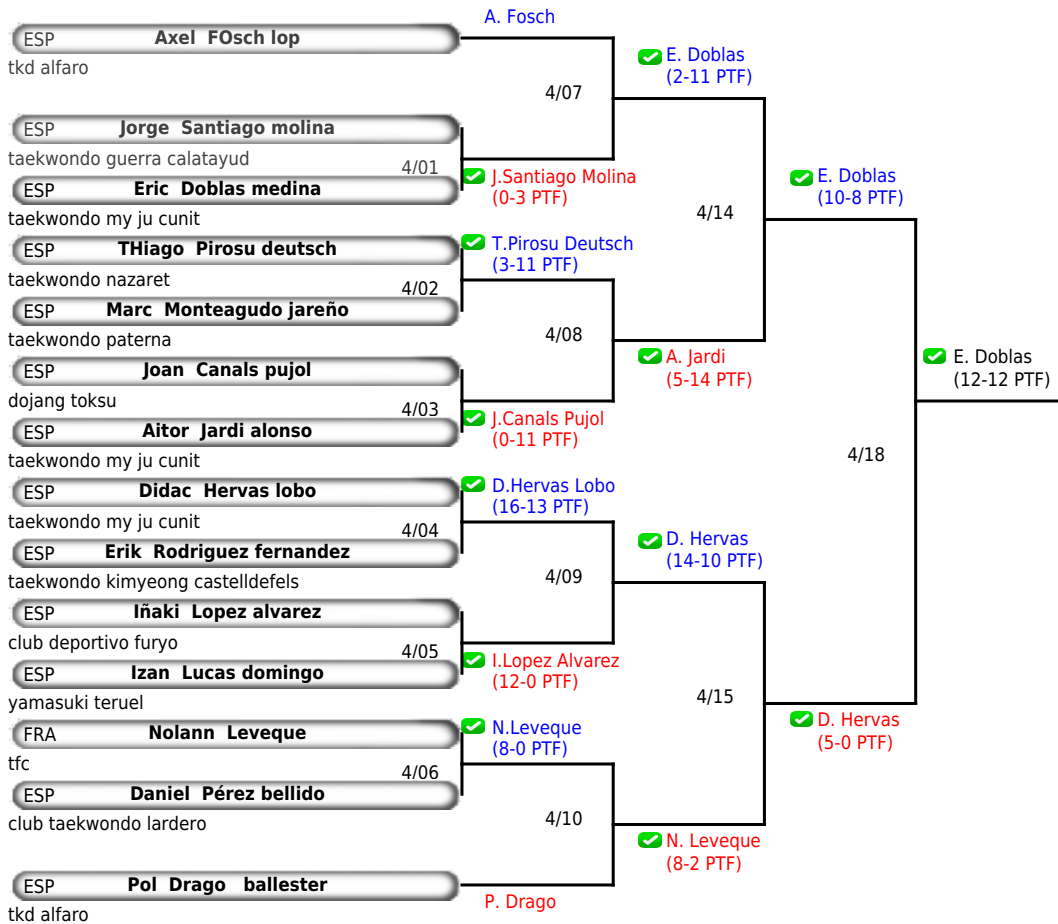 A. Fosch
ESP Axel FOsch lop
tkd alfaro
E. Doblas
(2-11 PTF)
4/07
ESP Jorge Santiago molina
taekwondo guerra calatayud
4/01
ESP Eric Doblas medina
taekwondo my ju cunit
J.Santiago Molina
(0-3 PTF)
E. Doblas
(10-8 PTF)
4/14
ESP THiago Pirosu deutsch
taekwondo nazaret
4/02
T.Pirosu Deutsch
(3-11 PTF)
ESP Marc Monteagudo jareño
taekwondo paterna
4/08
ESP Joan Canals pujol
dojang toksu
4/03
A. Jardi
(5-14 PTF)
E. Doblas
(12-12 PTF)
ESP Aitor Jardi alonso
taekwondo my ju cunit
J.Canals Pujol
(0-11 PTF)
4/18
ESP Didac Hervas lobo
taekwondo my ju cunit
4/04
D.Hervas Lobo
(16-13 PTF)
ESP Erik Rodriguez fernandez
taekwondo kimyeong castelldefels
D. Hervas
(14-10 PTF)
4/09
ESP Iñaki Lopez alvarez
club deportivo furyo
4/05
ESP Izan Lucas domingo
yamasuki teruel
I.Lopez Alvarez
(12-0 PTF)
4/15
FRA Nolann Leveque
tfc
4/06
N.Leveque
(8-0 PTF)
D. Hervas
(5-0 PTF)
ESP Daniel Pérez bellido
club taekwondo lardero
4/10
N. Leveque
(8-2 PTF)
ESP Pol Drago ballester
tkd alfaro
P. Drago